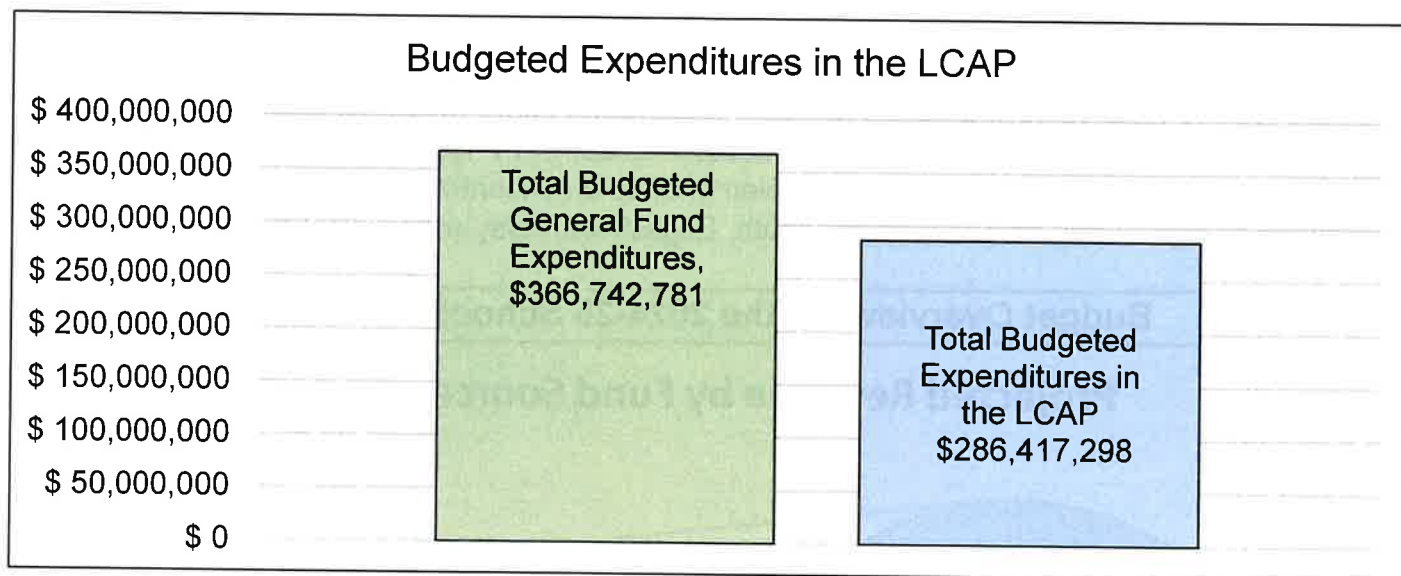 Budgeted Expenditures in the LCAP
$ 400,000,000
$ 350,000,000
$ 300,000,000
$ 250,000,000
$ 200,000,000
$ 150,000,000
$ 100,000,000
$ 50,000,000
$ 0
Total Budgeted
General Fund
Expenditures,
$366,742,781
Total Budgeted
Expenditures in
the LCAP
$286,417,298